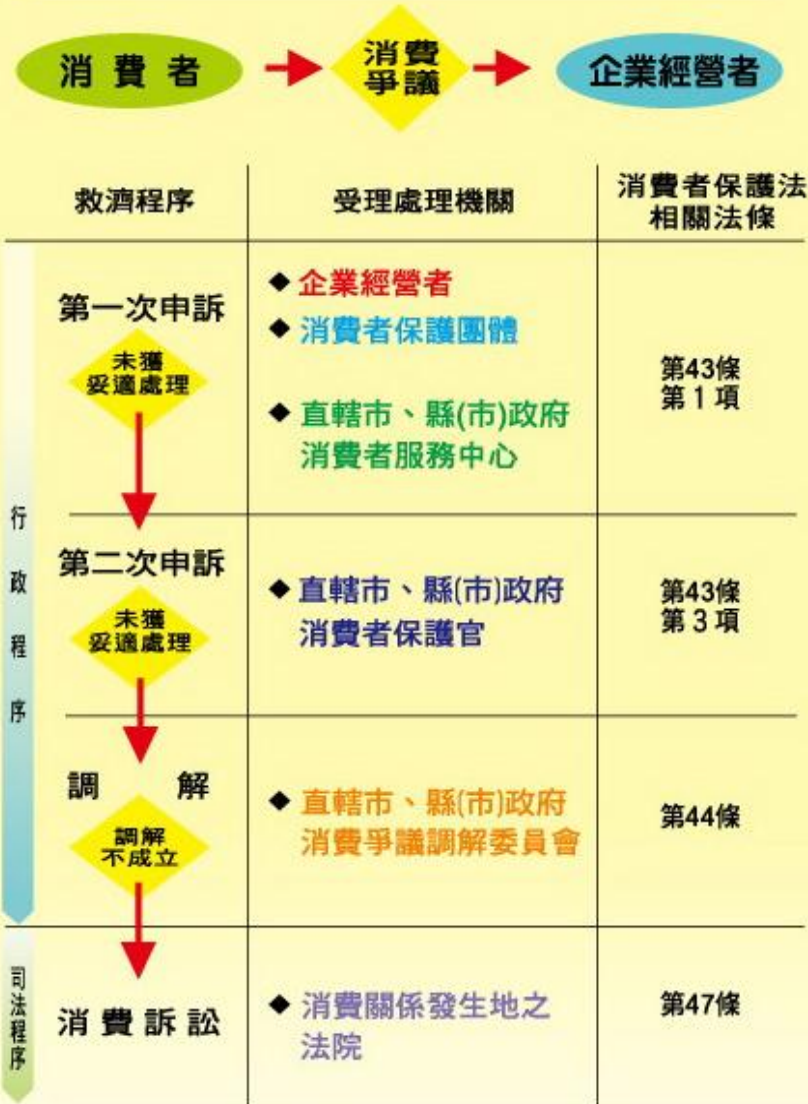 消費者
消費
爭議
企業經營者
救濟程序
受理處理機關
消費者保護法
相關法條
行政程序
第一次申訴
未獲
妥適處理
◆ 企業經營者
◆ 消費者保護團體
◆ 直轄市、縣(市)政府
消費者服務中心
第43條
第1項
第二次申訴
未獲
妥適處理
◆ 直轄市、縣(市)政府
消費者保護官
第43條
第3項
調解
調解
不成立
◆ 直轄市、縣(市)政府
消費爭議調解委員會
第44條
司法程序
消費訴訟
◆ 消費關係發生地之
法院
第47條